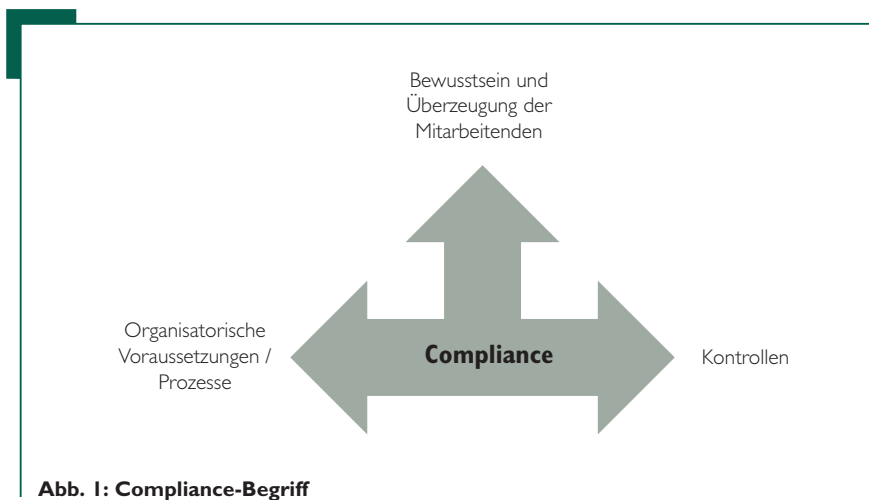 Bewusstsein und
Überzeugung der
Mitarbeitenden
Organisatorische
Voraussetzungen /
Prozesse
Compliance
Kontrollen
Abb. 1: Compliance-Begriff